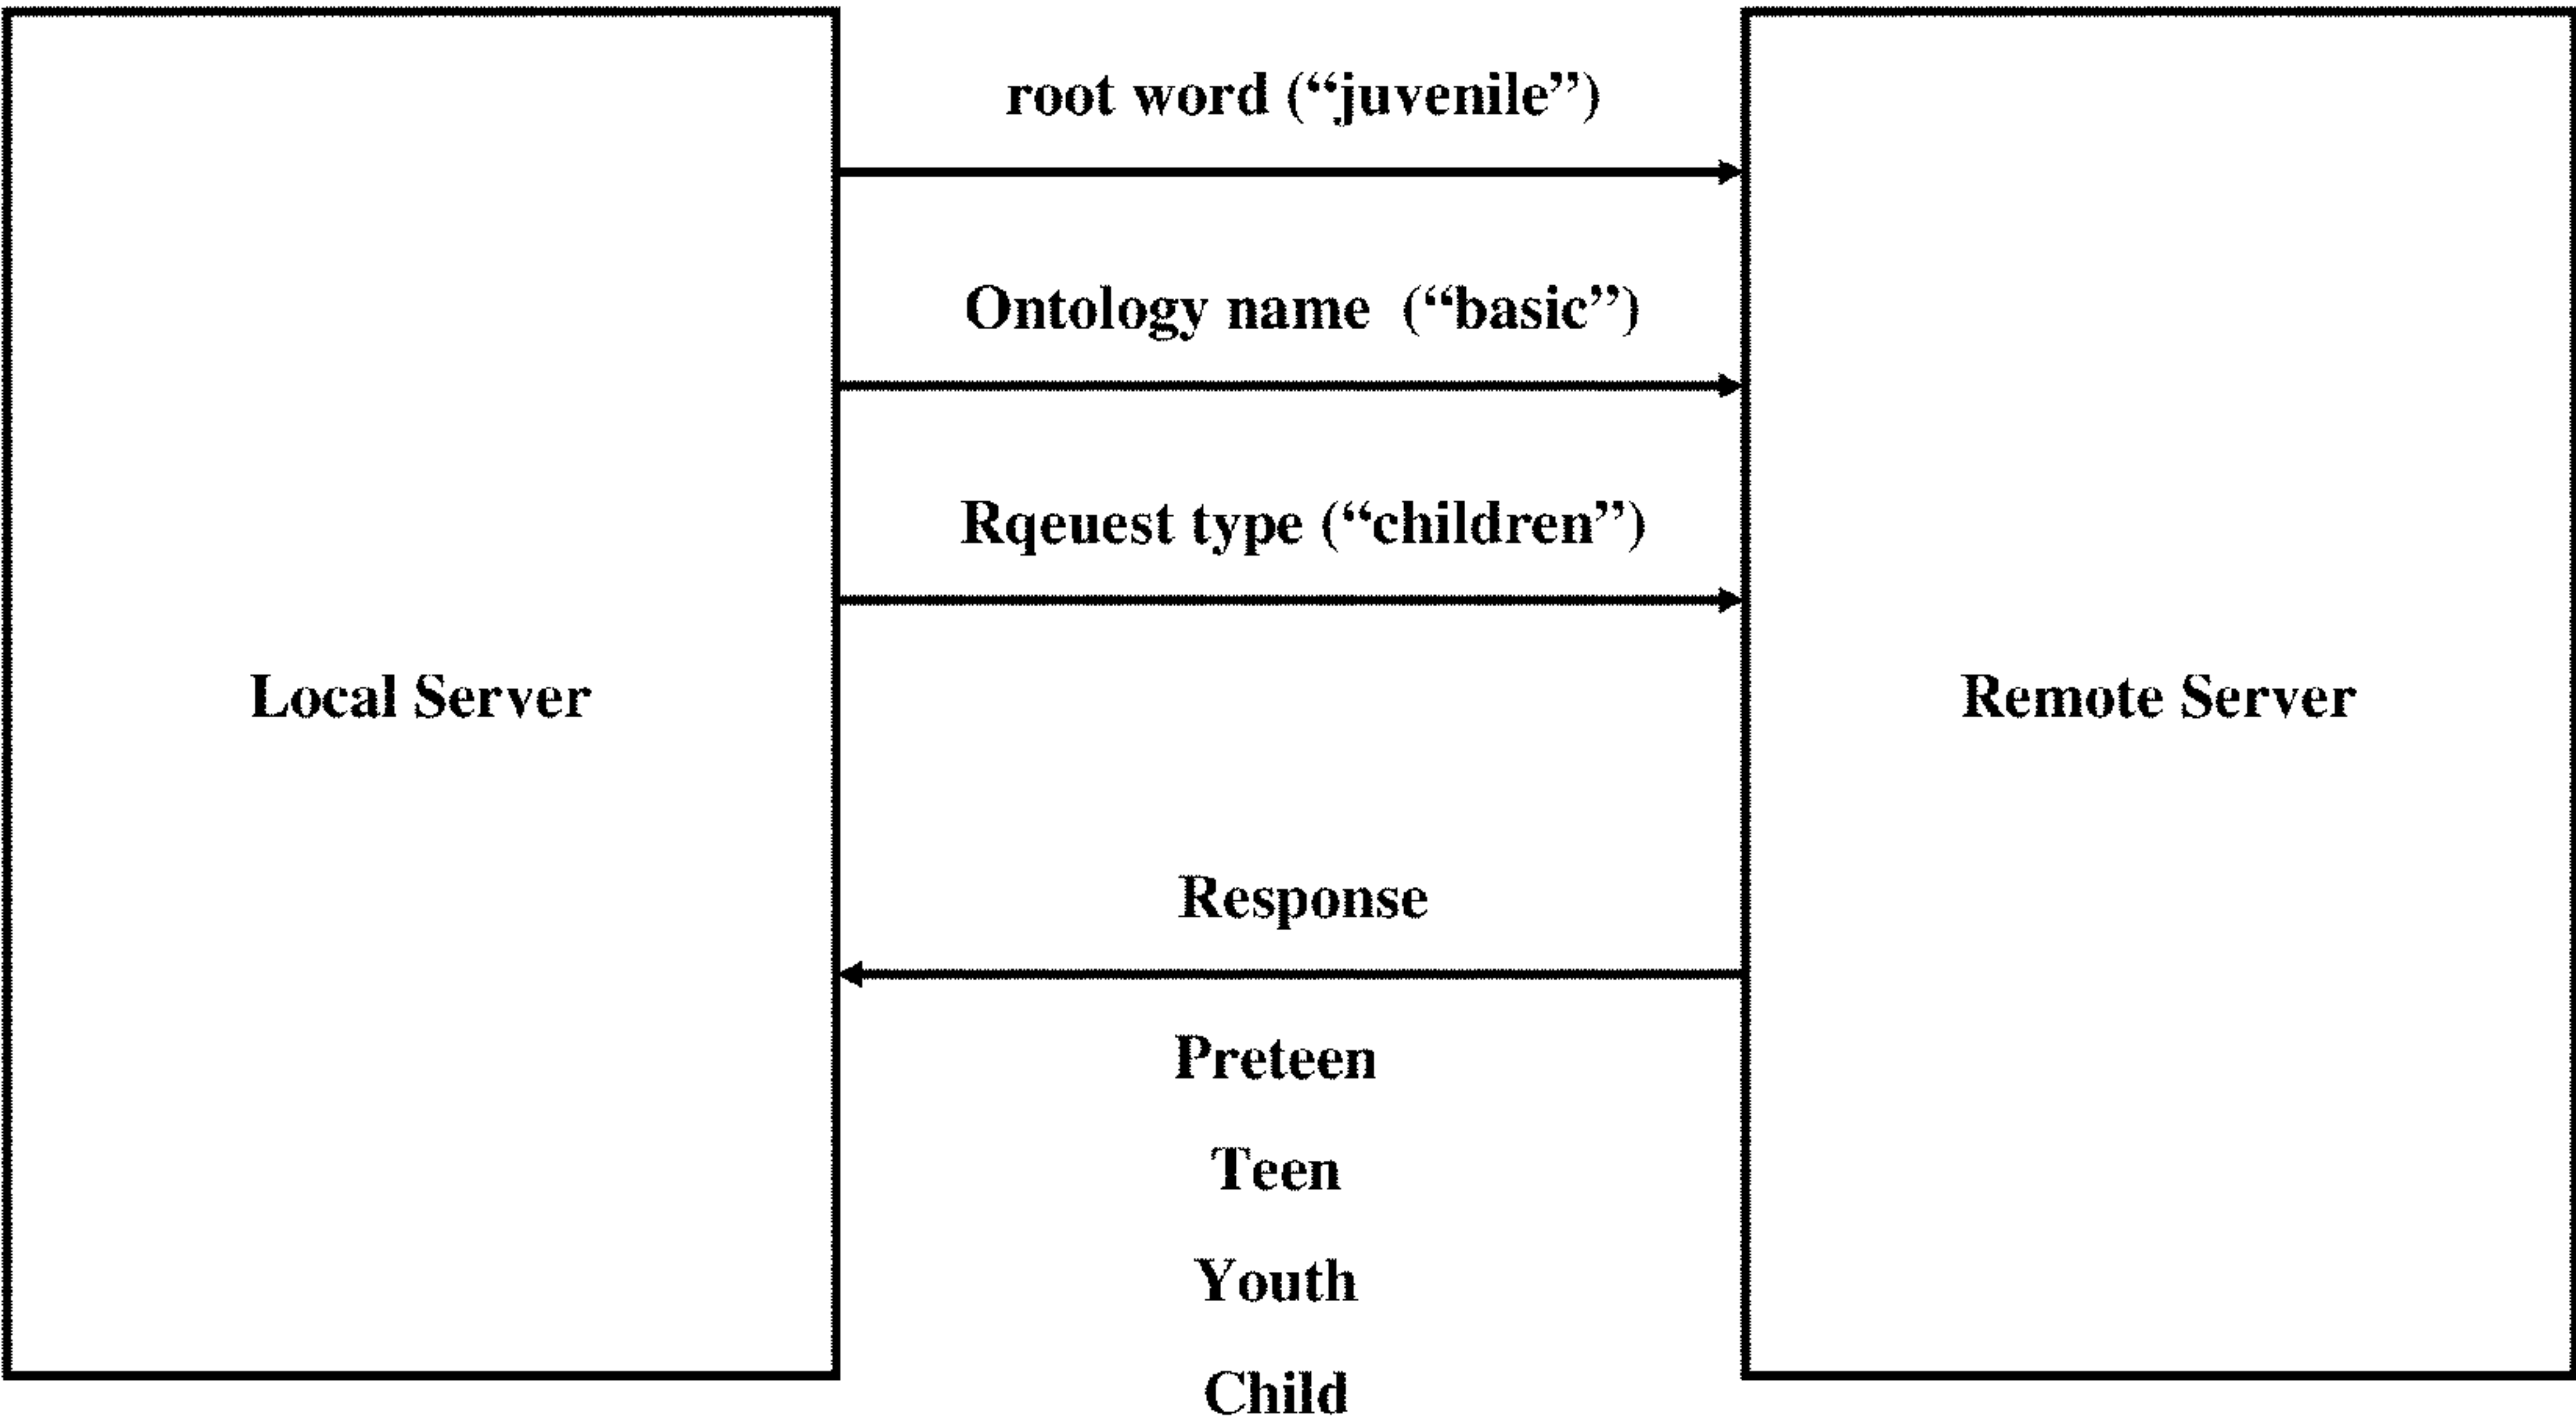 root word (“juvenile”)
Ontology name (“basic”)
Rqeuest type (“children”)
Local Server
Remote Server
Response
Preteen
Teen
Youth
Child